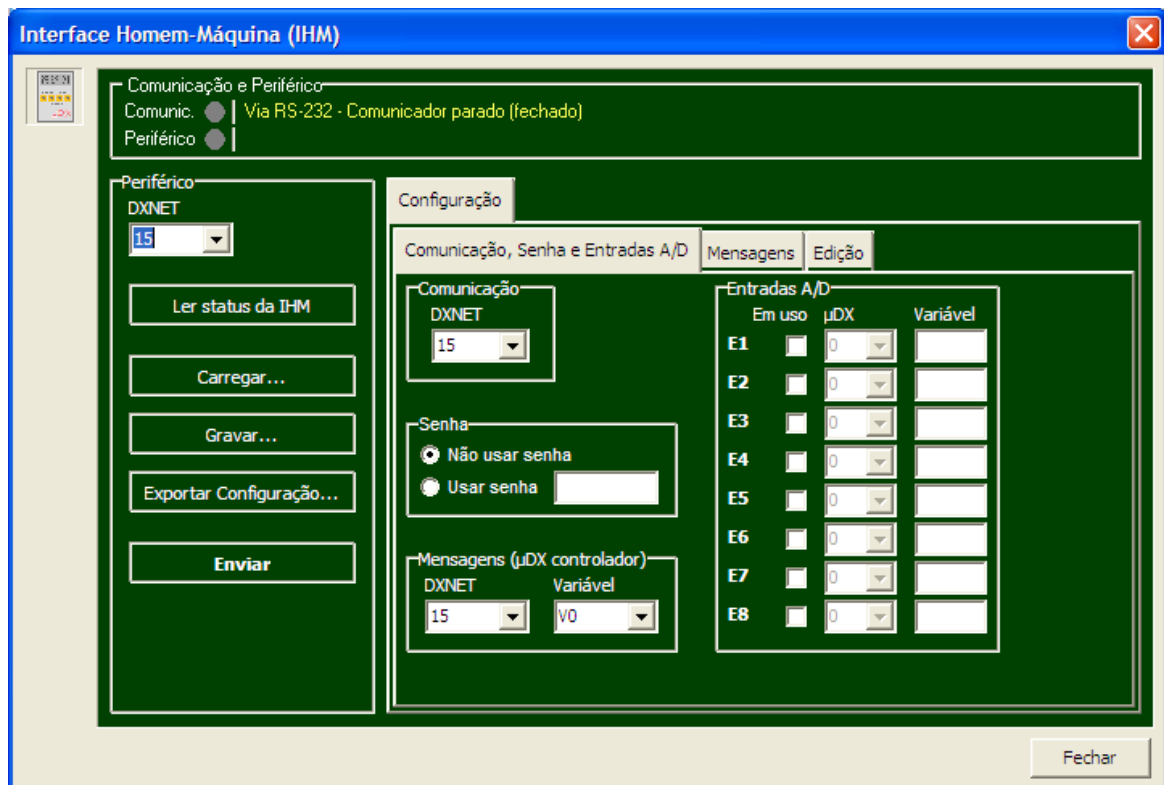 Interface Homem-Máquina (IHM)
Comunicação e Periférico
Comunic. Via RS-232 - Comunicador parado (fechado)
Periférico
Periférico
DXNET
15
Ler status da IHM
Carregar...
Gravar...
Exportar Configuração...
Enviar
Configuração
Comunicação, Senha e Entradas A/D Mensagens Edição
Comunicação
DXNET
15
Senha
Não usar senha
Usar senha
Mensagens (µDX controlador)
DXNET Variável
15 V0
Entradas A/D
Em uso µDX Variável
E1 0
E2 0
E3 0
E4 0
E5 0
E6 0
E7 0
E8 0
Fechar